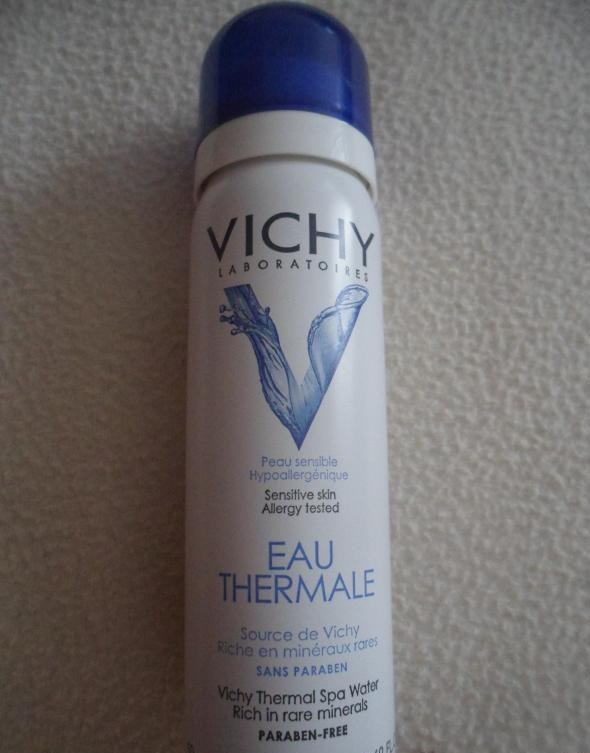 VICHY
LABORATOIRES
Peau sensible
Hypoallergénique
Sensitive skin
Allergy tested
EAU
THERMALE
Source de Vichy
Riche en minéraux rares
SANS PARABEN
Vichy Thermal Spa Water
Rich in rare minerals
PARABEN-FREE